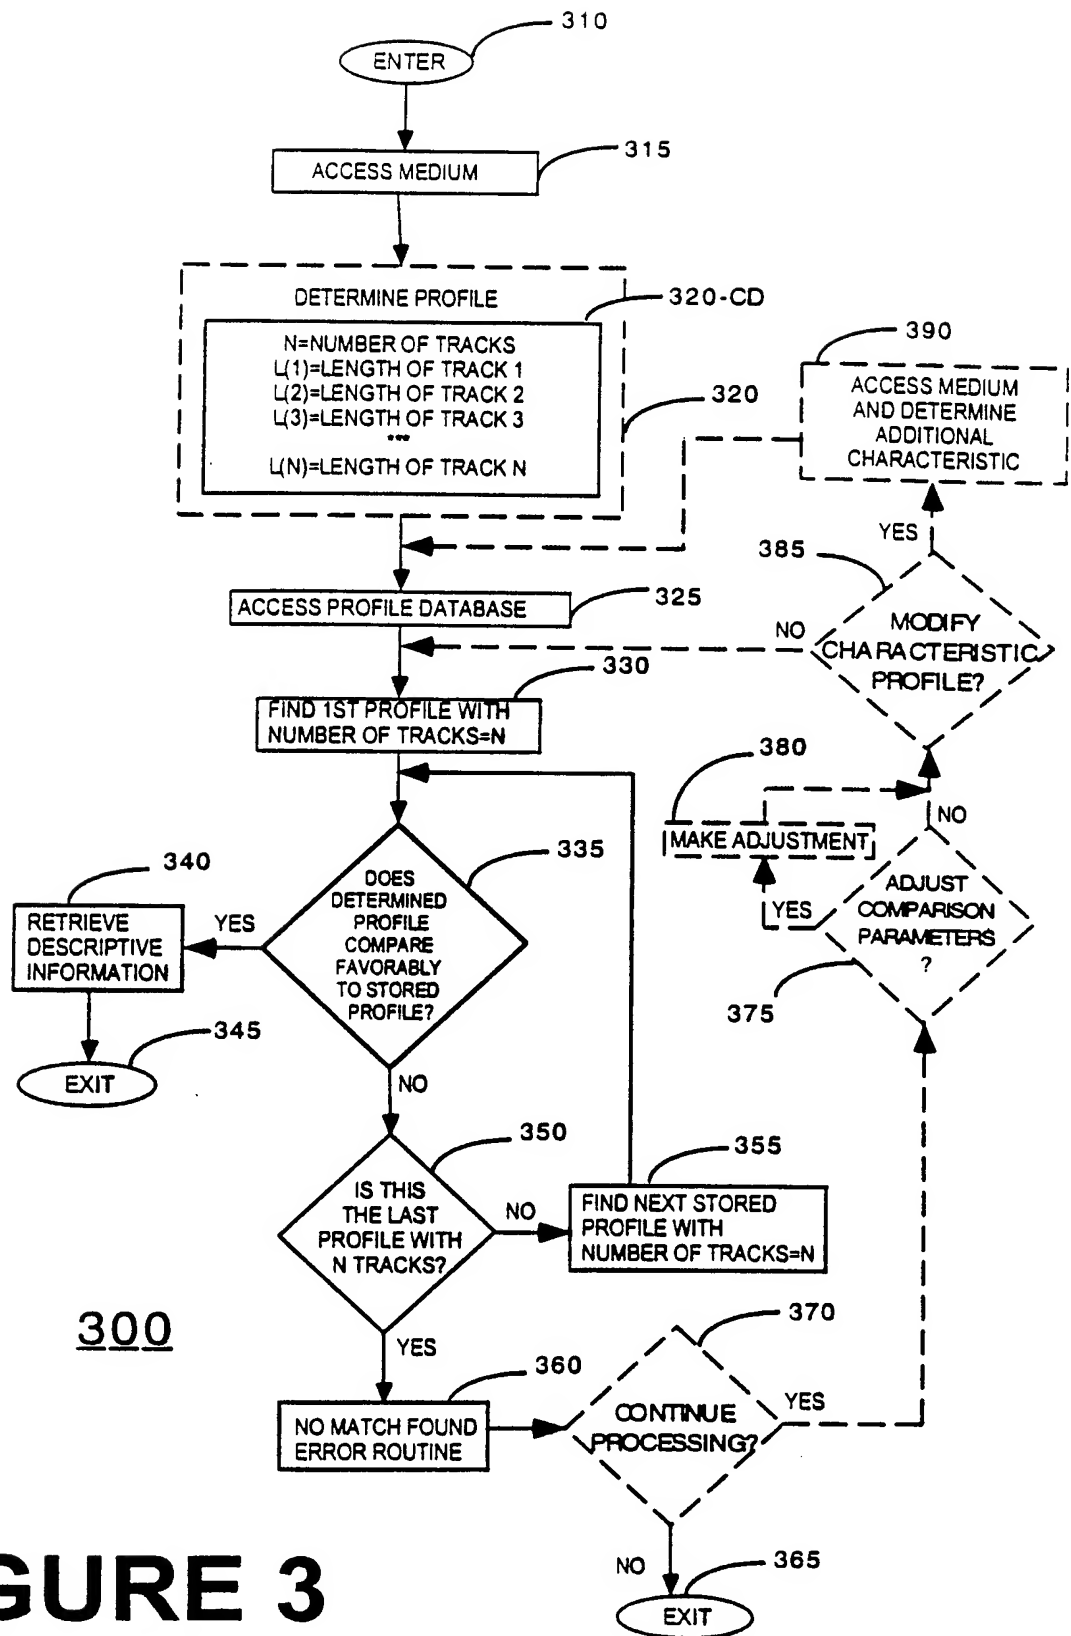 310
ENTER
315
ACCESS MEDIUM
DETERMINE PROFILE
320-CD
N=NUMBER OF TRACKS
L(1)=LENGTH OF TRACK 1
L(2)=LENGTH OF TRACK 2
L(3)=LENGTH OF TRACK 3
***
L(N)=LENGTH OF TRACK N
320
390
ACCESS MEDIUM
AND DETERMINE
ADDITIONAL
CHARACTERISTIC
YES
385
MODIFY
CHARACTERISTIC
PROFILE?
NO
ACCESS PROFILE DATABASE
325
330
FIND 1ST PROFILE WITH
NUMBER OF TRACKS=N
380
MAKE ADJUSTMENT
NO
YES
ADJUST
COMPARISON
PARAMETERS
?
375
335
DOES
DETERMINED
PROFILE
COMPARE
FAVORABLY
TO STORED
PROFILE?
340
YES
RETRIEVE
DESCRIPTIVE
INFORMATION
345
EXIT
NO
350
IS THIS
THE LAST
PROFILE WITH
N TRACKS?
NO
355
FIND NEXT STORED
PROFILE WITH
NUMBER OF TRACKS=N
300
YES
360
NO MATCH FOUND
ERROR ROUTINE
370
CONTINUE
PROCESSING?
YES
NO
365
EXIT
GURE 3